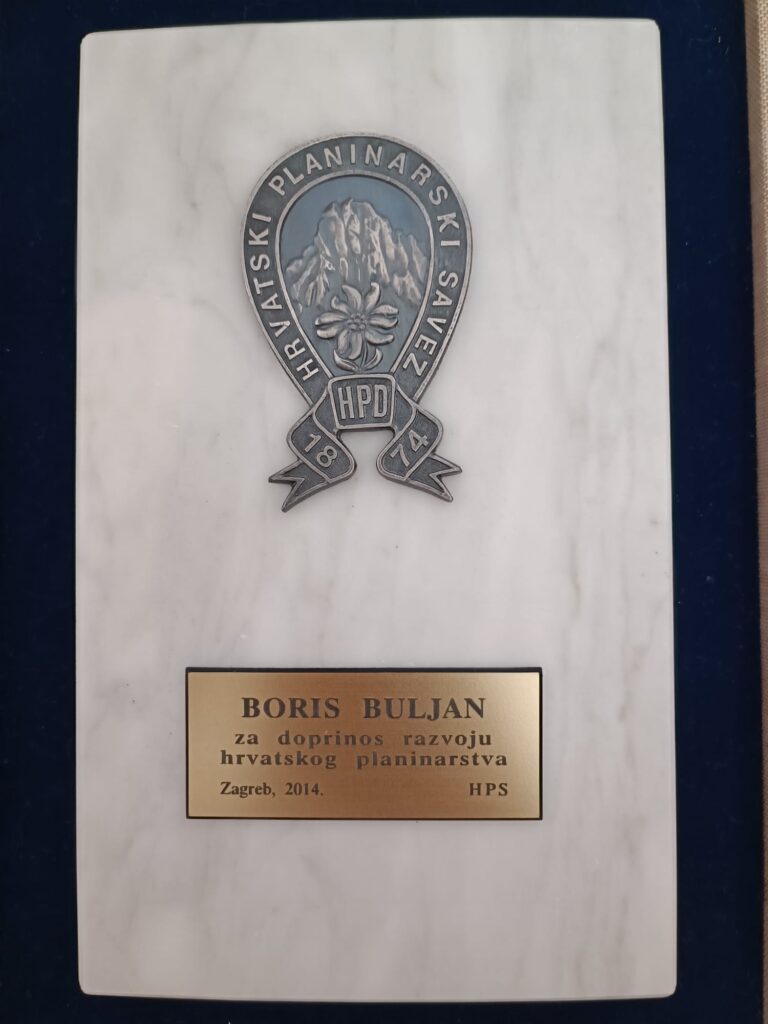 HRVATSKI PLANINARSKI SAVEZ
HPD
18 74
BORIS BULJAN
za doprinos razvoju
hrvatskog planinarstva
Zagreb, 2014. HPS